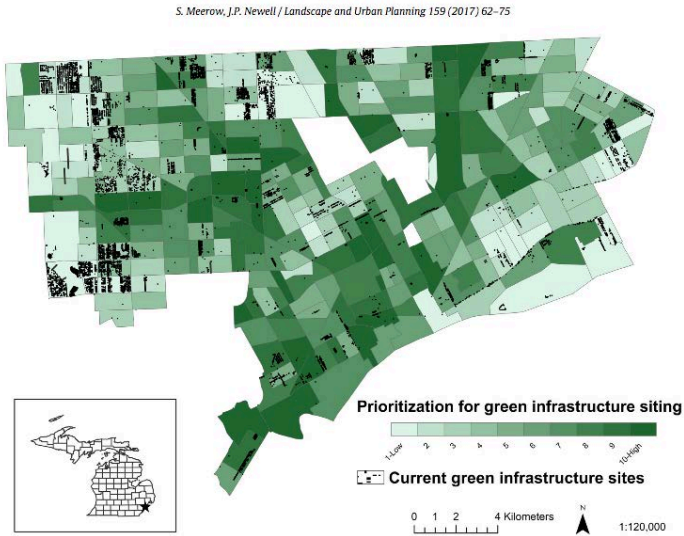 S. Meerow, J.P. Newell / Landscape and Urban Planning 159 (2017) 62–75
Prioritization for green infrastructure siting
1-Low 2 3 4 5 6 7 8 9 10-High
Current green infrastructure sites
0 1 2 4 Kilometers
N
1:120,000